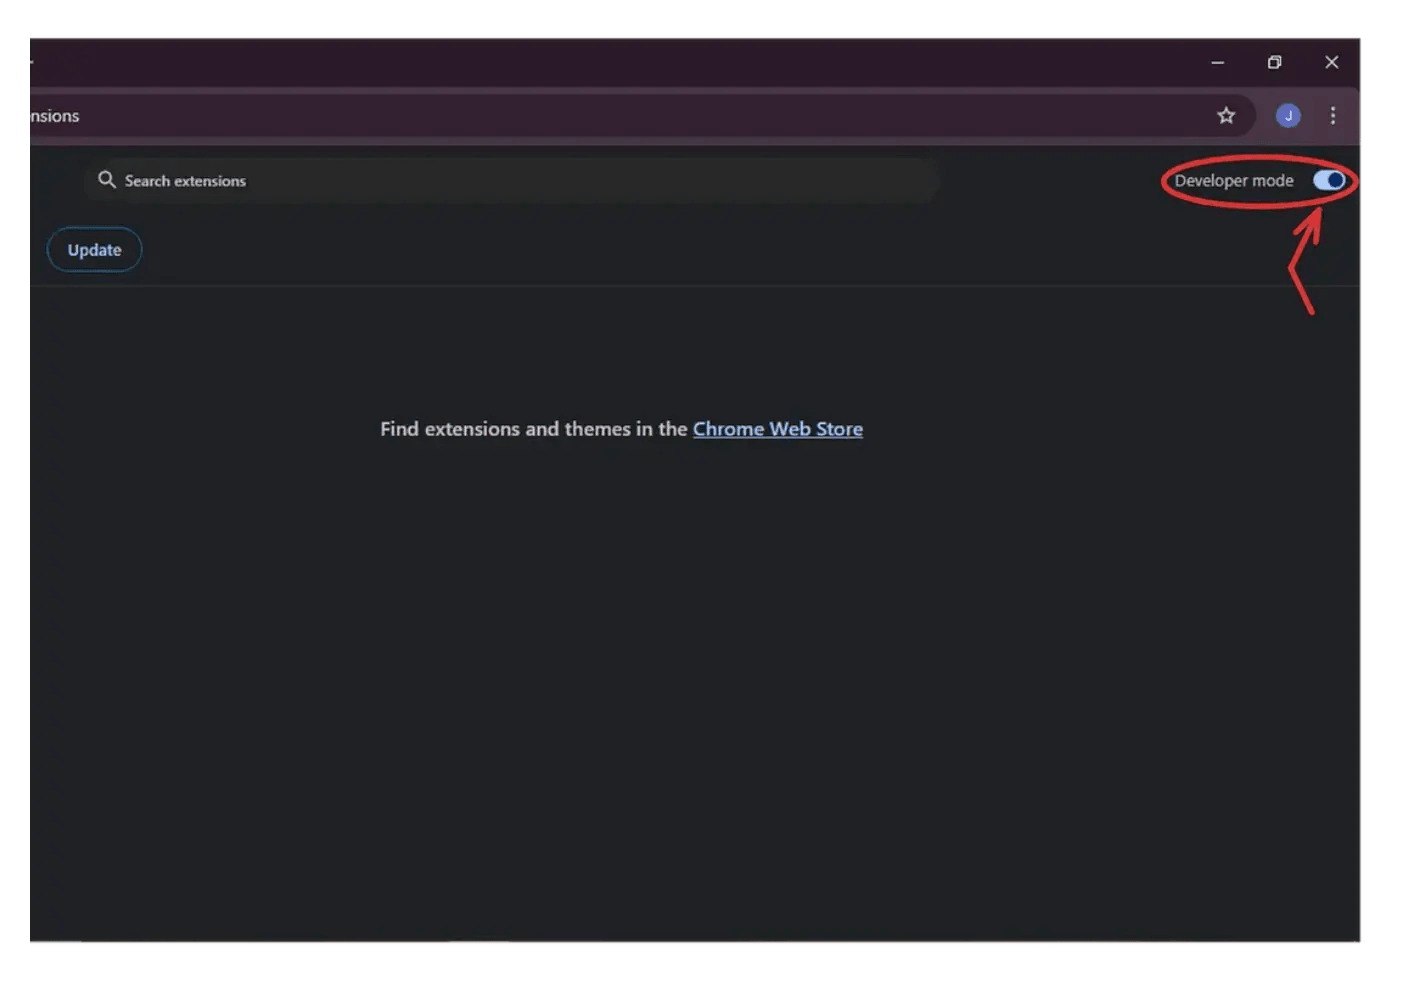 nsions
J
Search extensions
Developer mode
Update
Find extensions and themes in the Chrome Web Store